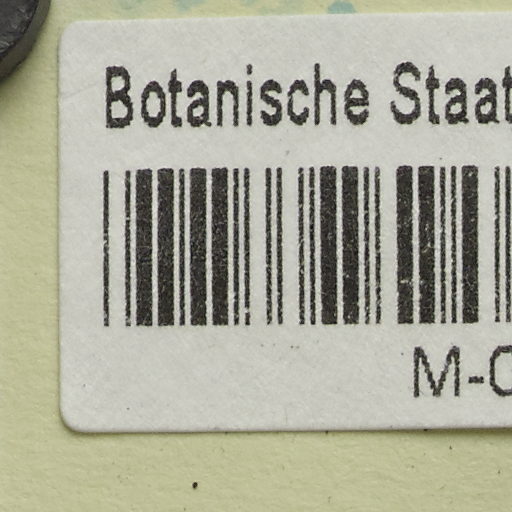 Botanische Staat
M-